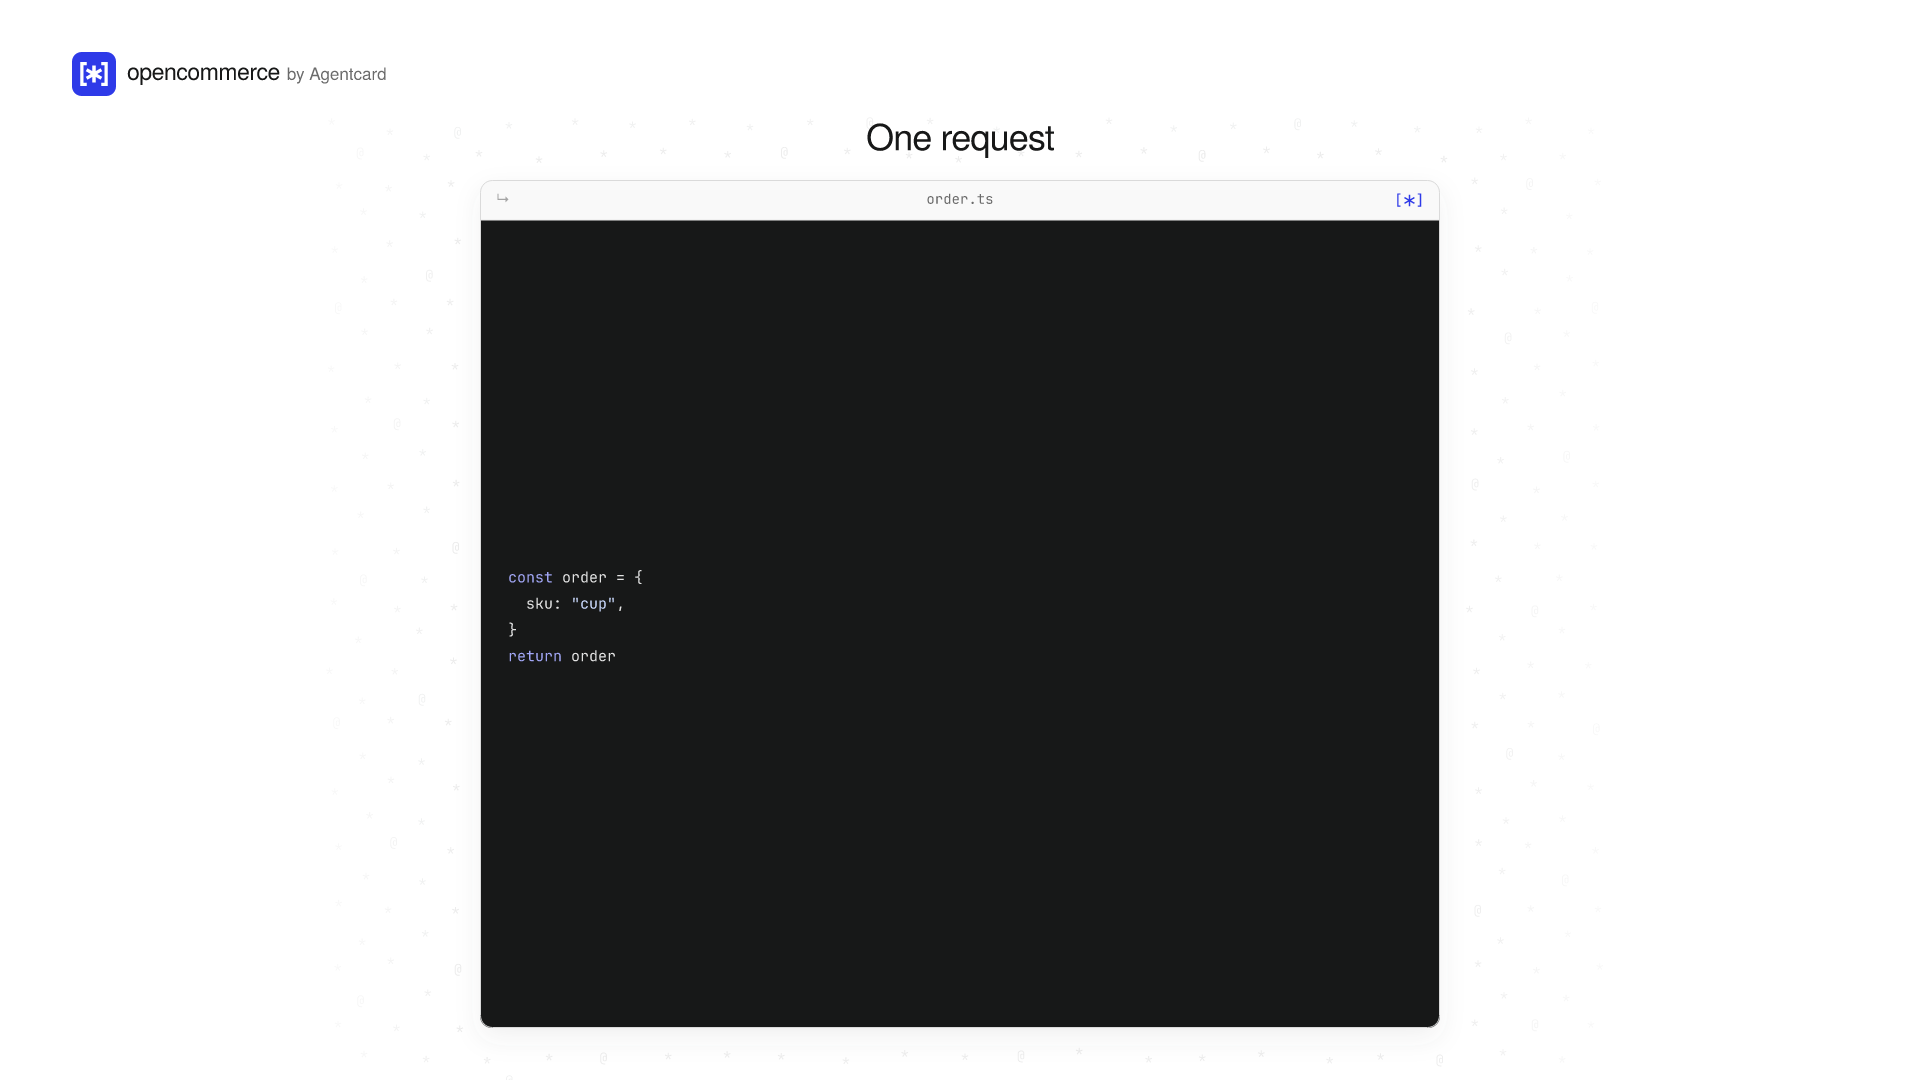 [*] opencommerce by Agentcard
One request
↳ order.ts [*]
const order = {
  sku: "cup",
}
return order